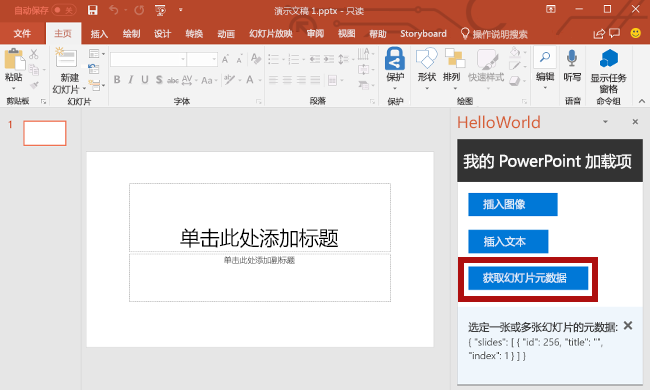 自动保存
演示文稿 1.pptx - 只读
文件 主页 插入 绘制 设计 转换 动画 幻灯片放映 审阅 视图 Storyboard 操作说明搜索
粘贴 新建 幻灯片 保护 形状 排列 快速样式 编辑 听写 显示任务 窗格
B I U S abc AV Aa A A A
剪贴板 幻灯片 字体 段落 保护 绘图 语音 命令组
1
单击此处添加标题
单击此处添加副标题
HelloWorld
我的 PowerPoint 加载项
插入图像
插入文本
获取幻灯片元数据
选定一张或多张幻灯片的元数据:
{ "slides": [ { "id": 256, "title": "",
"index": 1 } ] }